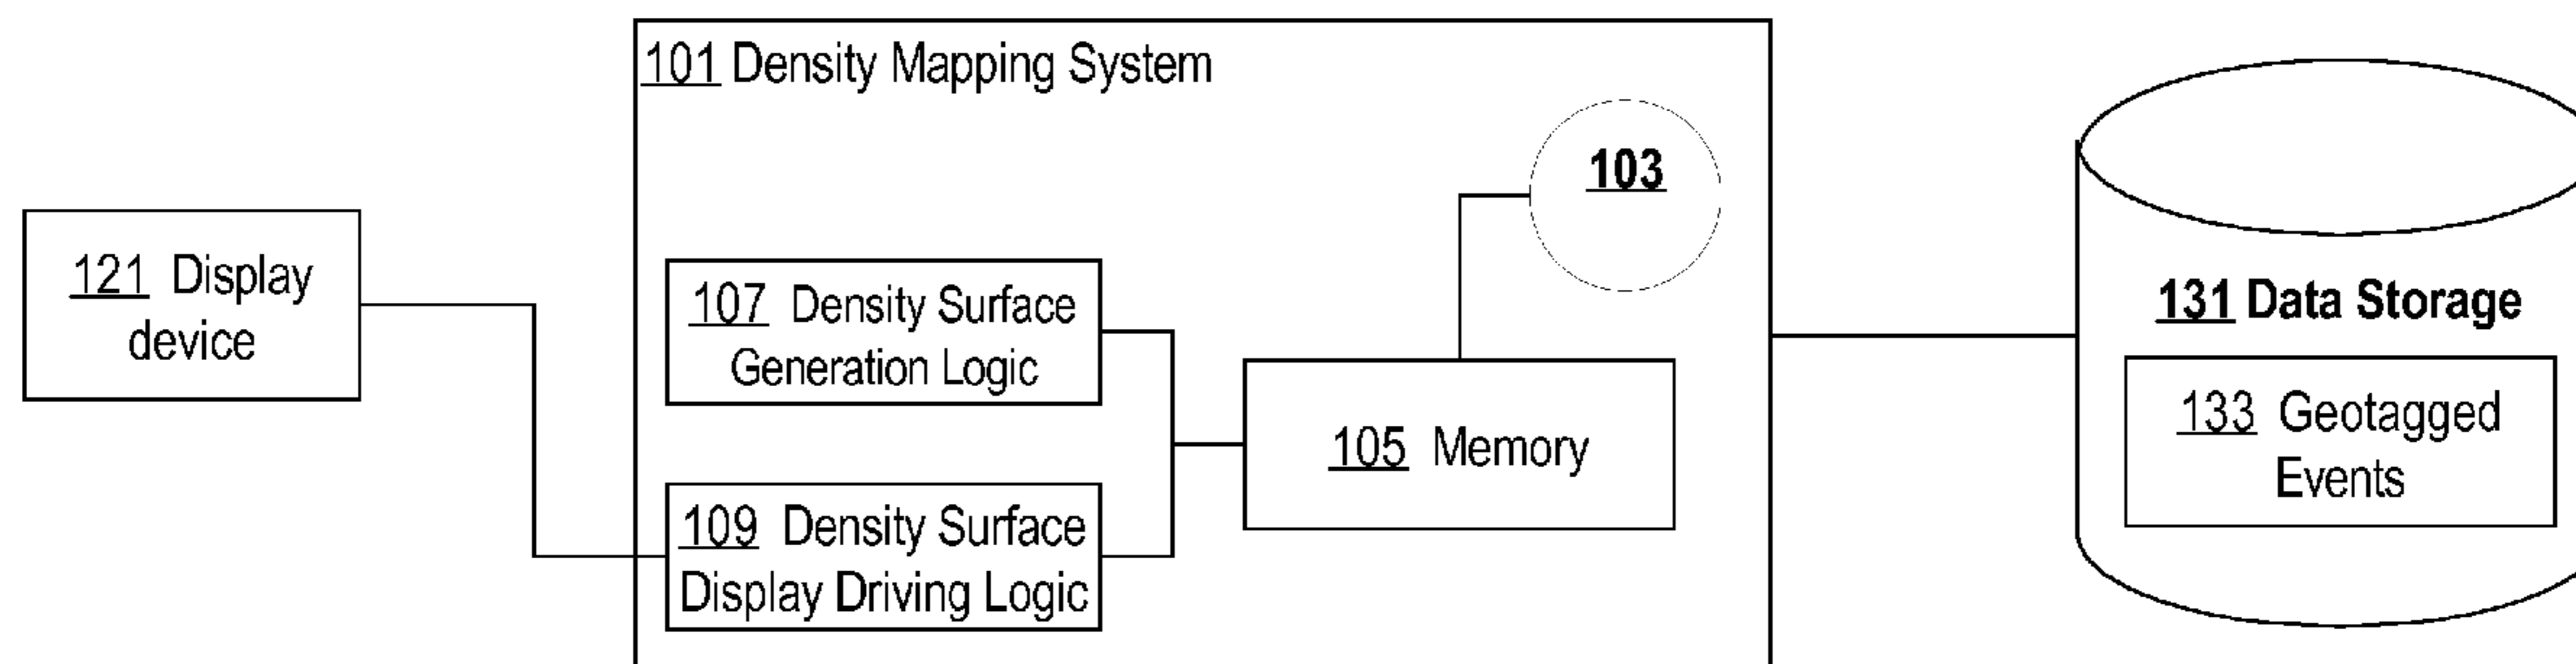 101 Density Mapping System
103
121 Display
device
107 Density Surface
Generation Logic
105 Memory
109 Density Surface
Display Driving Logic
131 Data Storage
133 Geotagged
Events